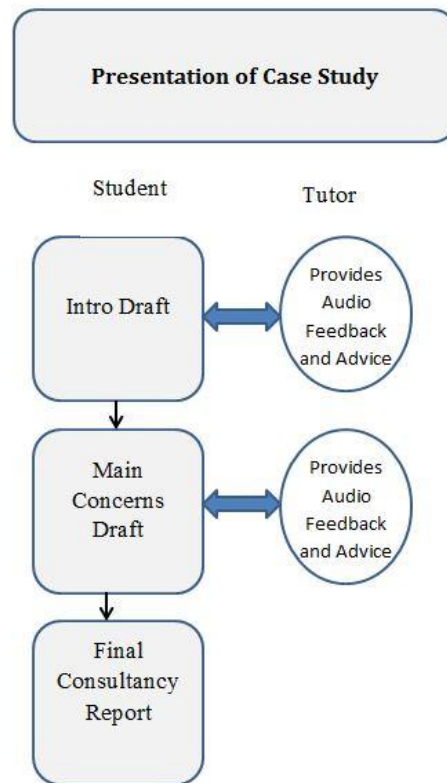 Presentation of Case Study
Student
Tutor
Intro Draft
Provides
Audio
Feedback
and Advice
Main
Concerns
Draft
Provides
Audio
Feedback
and Advice
Final
Consultancy
Report